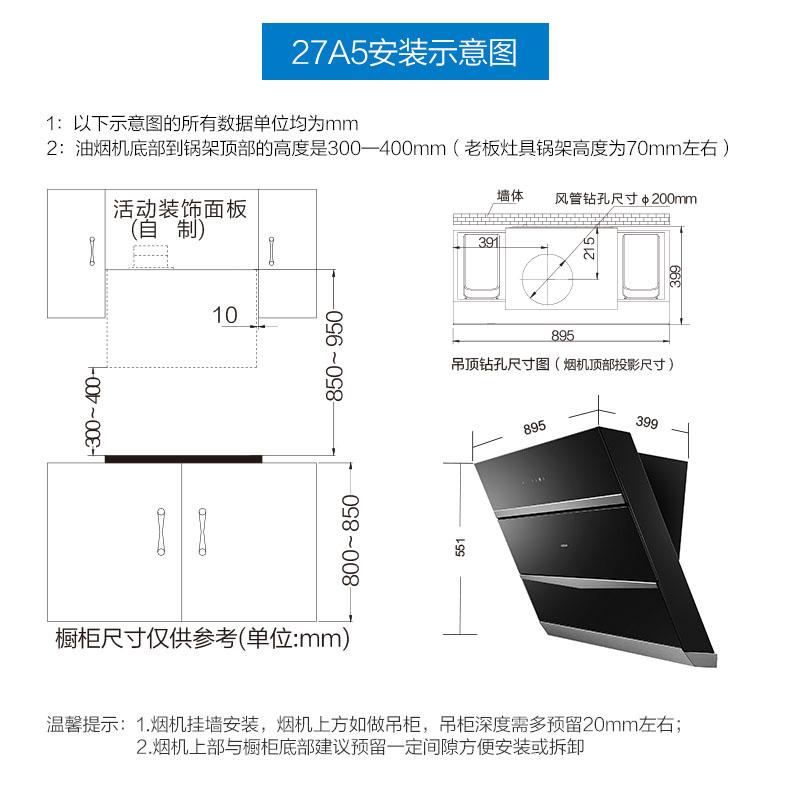 27A5安装示意图
1：以下示意图的所有数据单位均为mm
2：油烟机底部到锅架顶部的高度是300—400mm（老板灶具锅架高度为70mm左右）
活动装饰面板
(自 制)
10
850~950
300~400
800~850
橱柜尺寸仅供参考(单位:mm)
墙体
风管钻孔尺寸ϕ200mm
391
215
399
895
吊顶钻孔尺寸图（烟机顶部投影尺寸）
895
399
551
温馨提示：1.烟机挂墙安装，烟机上方如做吊柜，吊柜深度需多预留20mm左右；
2.烟机上部与橱柜底部建议预留一定间隙方便安装或拆卸